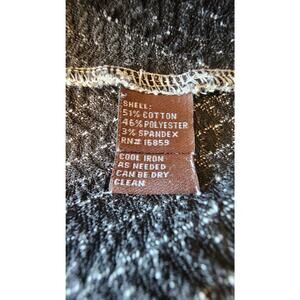 SHELL:
51% COTTON
46% POLYESTER
3% SPANDEX
RN# 16859
COOL IRON
AS NEEDED
CAN BE DRY
CLEAN